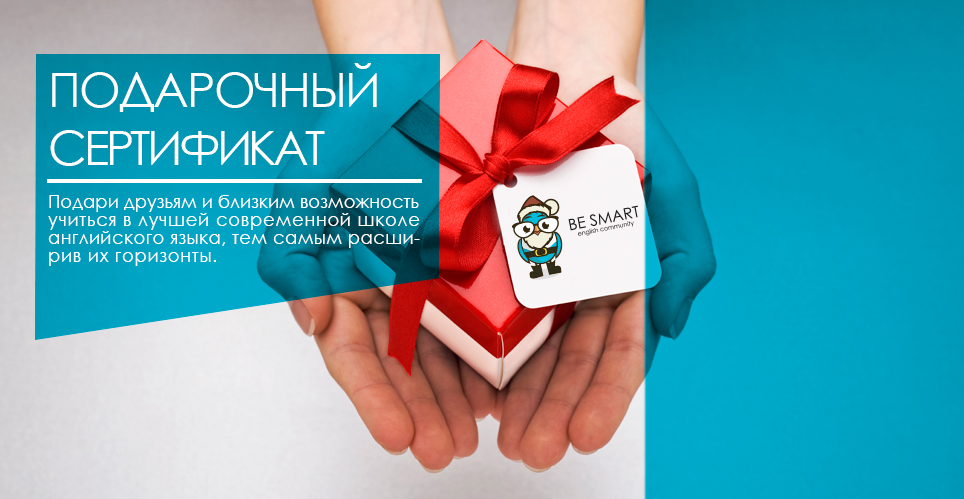 ПОДАРОЧНЫЙ
СЕРТИФИКАТ
Подари друзьям и близким возможность
учиться в лучшей современной школе
английского языка, тем самым расши-
рив их горизонты.
BE SMART
english community